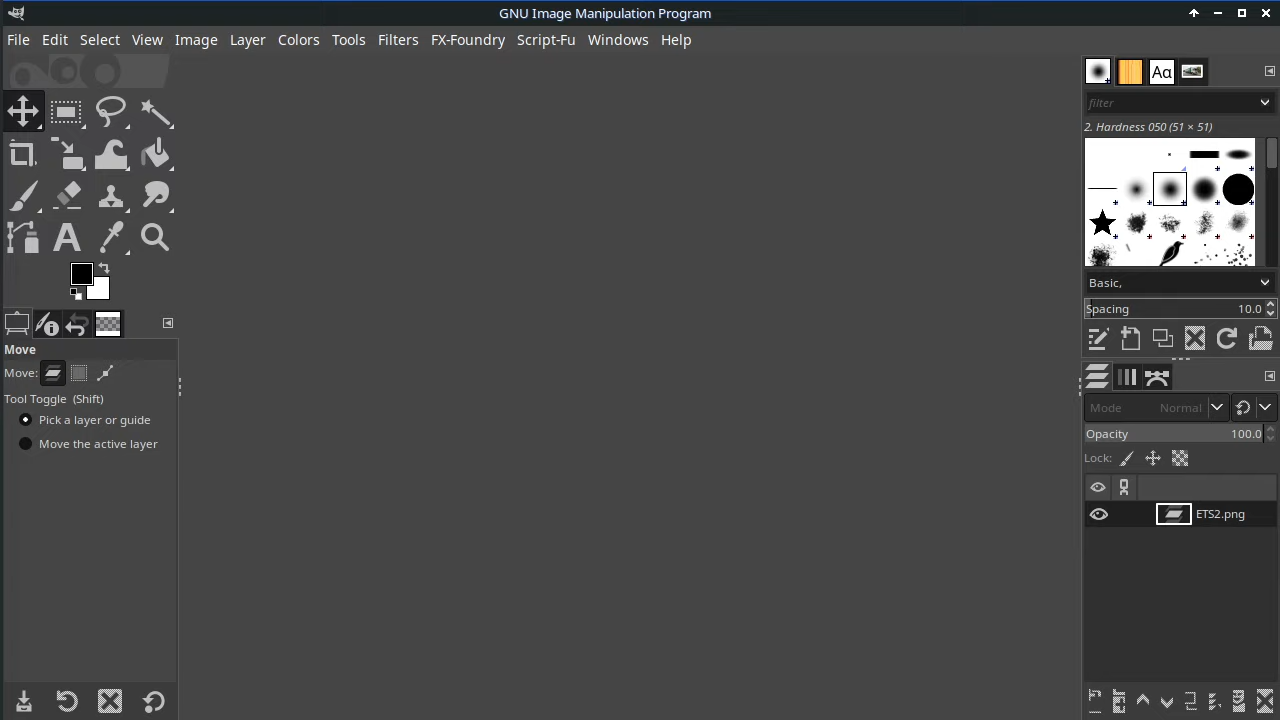 GNU Image Manipulation Program
File Edit Select View Image Layer Colors Tools Filters FX-Foundry Script-Fu Windows Help
Aα
filter
2. Hardness 050 (51 × 51)
Basic,
Spacing 10.0
Move
Move:
Tool Toggle (Shift)
Pick a layer or guide
Move the active layer
Mode Normal
Opacity 100.0
Lock:
ETS2.png